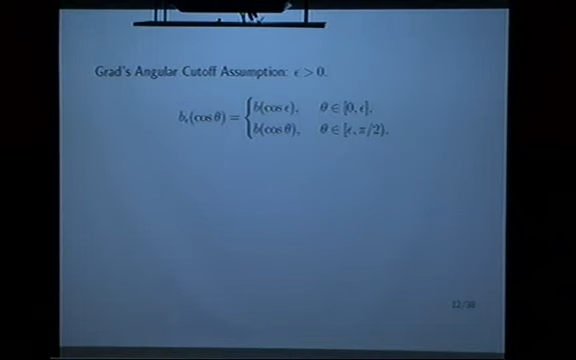 Grad's Angular Cutoff Assumption: ϵ > 0.
b_ϵ(cos θ) = { b(cos ϵ), θ ∈ [0, ϵ],
b(cos θ), θ ∈ [ϵ, π/2).
12/38